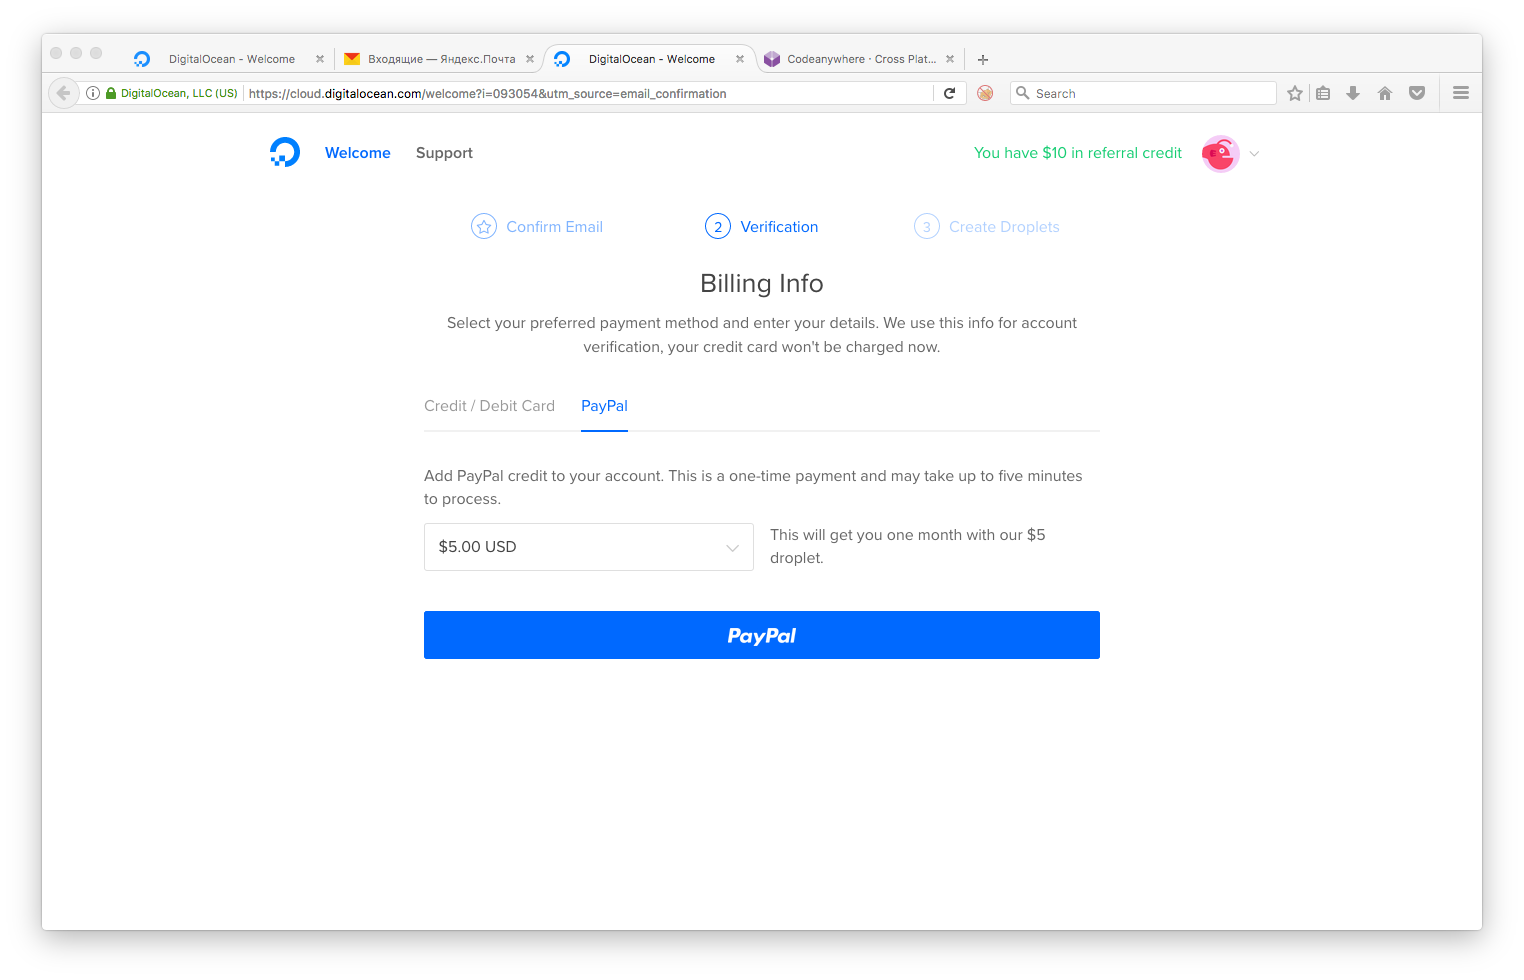 DigitalOcean - Welcome
Входящие — Яндекс.Почта
DigitalOcean - Welcome
Codeanywhere · Cross Plat...
DigitalOcean, LLC (US)
https://cloud.digitalocean.com/welcome?i=093054&utm_source=email_confirmation
Search
Welcome
Support
You have $10 in referral credit
Confirm Email
2 Verification
3 Create Droplets
Billing Info
Select your preferred payment method and enter your details. We use this info for account
verification, your credit card won't be charged now.
Credit / Debit Card
PayPal
Add PayPal credit to your account. This is a one-time payment and may take up to five minutes
to process.
$5.00 USD
This will get you one month with our $5
droplet.
PayPal